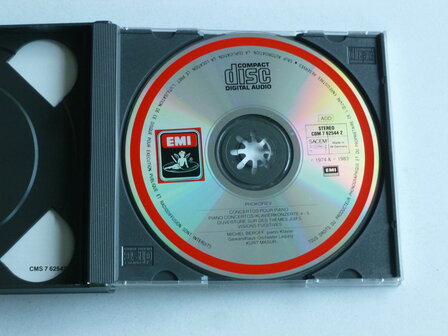 COMPACT
disc
DIGITAL AUDIO
EMI
ADD
STEREO
CDM 7 62544 2
SACEM
Made in
℗ 1974 & 1983
EMI
PROKOFIEV
CONCERTOS POUR PIANO
PIANO CONCERTOS/KLAVIERKONZERTE 4 - 5
OUVERTURE SUR DES THEMES JUIFS
VISIONS FUGITIVES
MICHEL BEROFF, piano/Klavier
Gewandhaus-Orchester Leipzig
KURT MASUR
CMS 7 6254